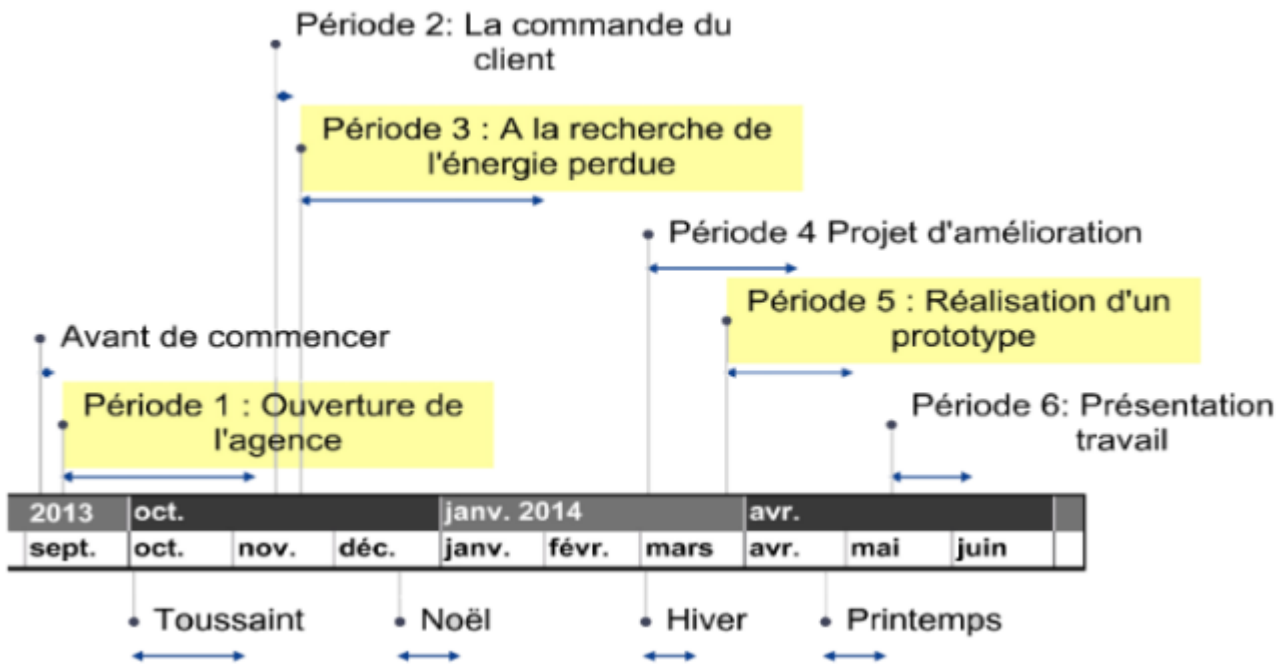 Période 2: La commande du
client
Période 3 : A la recherche de
l'énergie perdue
Période 4 Projet d'amélioration
Période 5 : Réalisation d'un
prototype
Avant de commencer
Période 1 : Ouverture de
l'agence
Période 6: Présentation
travail
2013 oct. janv. 2014 avr.
sept. oct. nov. déc. janv. févr. mars avr. mai juin
Toussaint Noël Hiver Printemps